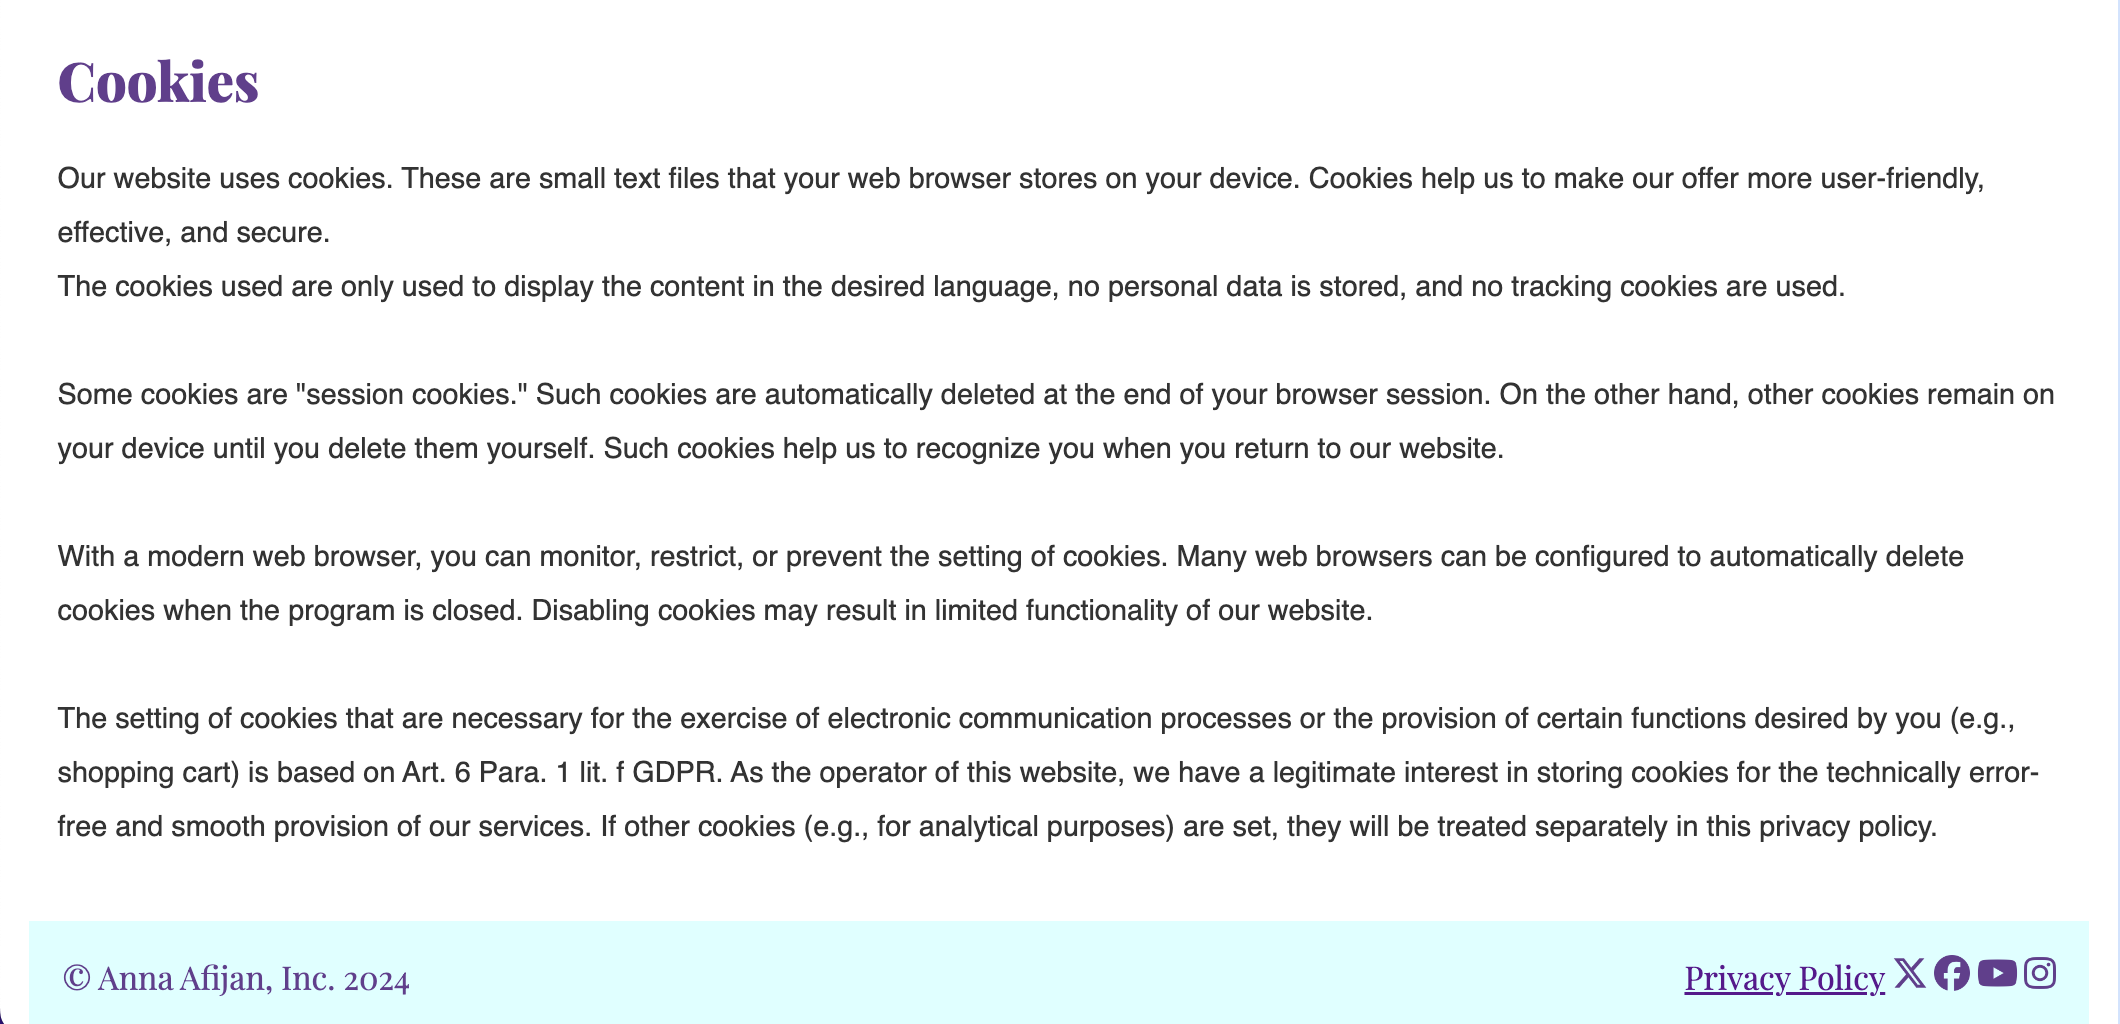 Cookies
Our website uses cookies. These are small text files that your web browser stores on your device. Cookies help us to make our offer more user-friendly,
effective, and secure.
The cookies used are only used to display the content in the desired language, no personal data is stored, and no tracking cookies are used.
Some cookies are "session cookies." Such cookies are automatically deleted at the end of your browser session. On the other hand, other cookies remain on
your device until you delete them yourself. Such cookies help us to recognize you when you return to our website.
With a modern web browser, you can monitor, restrict, or prevent the setting of cookies. Many web browsers can be configured to automatically delete
cookies when the program is closed. Disabling cookies may result in limited functionality of our website.
The setting of cookies that are necessary for the exercise of electronic communication processes or the provision of certain functions desired by you (e.g.,
shopping cart) is based on Art. 6 Para. 1 lit. f GDPR. As the operator of this website, we have a legitimate interest in storing cookies for the technically error-
free and smooth provision of our services. If other cookies (e.g., for analytical purposes) are set, they will be treated separately in this privacy policy.
© Anna Afijan, Inc. 2024
Privacy Policy